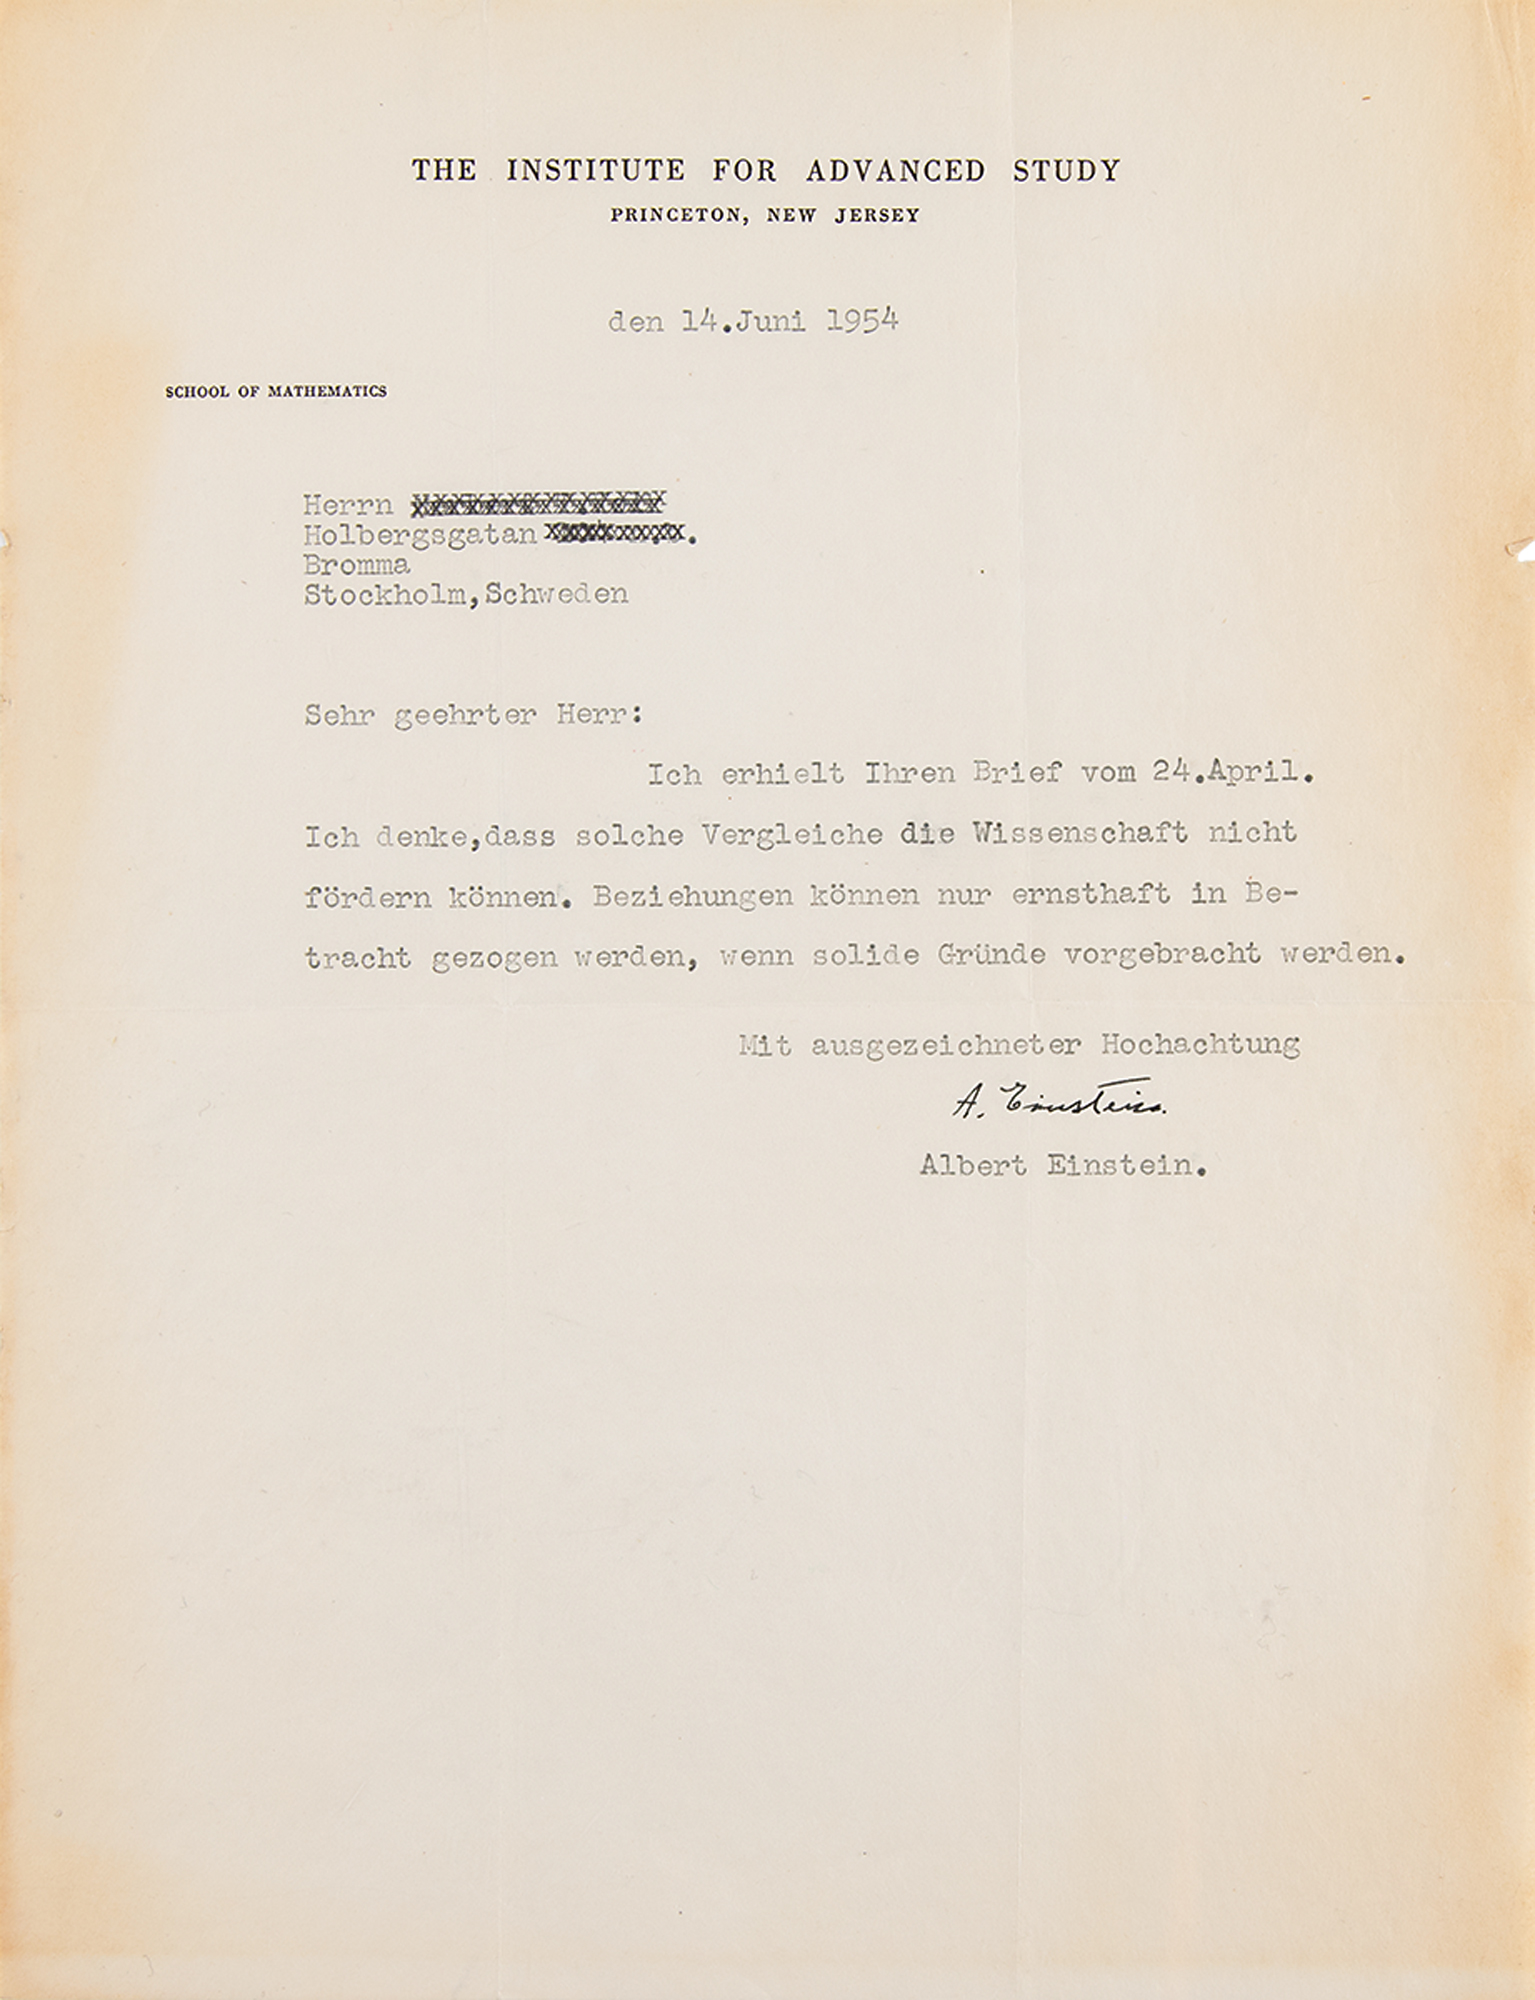 THE INSTITUTE FOR ADVANCED STUDY
PRINCETON, NEW JERSEY
den 14.Juni 1954
SCHOOL OF MATHEMATICS
Herrn
Holbergsgatan
Bromma
Stockholm,Schweden
Sehr geehrter Herr:
Ich erhielt Ihren Brief vom 24.April.
Ich denke,dass solche Vergleiche die Wissenschaft nicht
fördern können. Beziehungen können nur ernsthaft in Be-
tracht gezogen werden, wenn solide Gründe vorgebracht werden.
Mit ausgezeichneter Hochachtung
A. Einstein.
Albert Einstein.